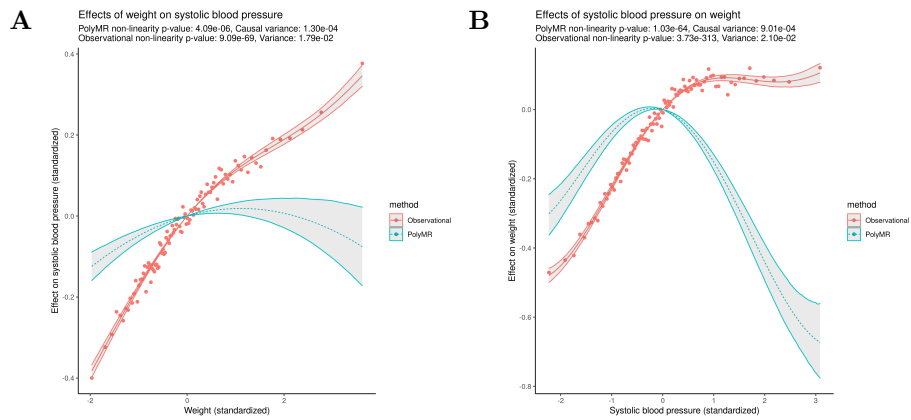 A
Effects of weight on systolic blood pressure
PolyMR non-linearity p-value: 4.09e-06, Causal variance: 1.30e-04
Observational non-linearity p-value: 9.09e-69, Variance: 1.79e-02
0.4
0.2
0.0
-0.2
-0.4
Effect on systolic blood pressure (standardized)
-2
0
2
Weight (standardized)
method
Observational
PolyMR
B
Effects of systolic blood pressure on weight
PolyMR non-linearity p-value: 1.03e-64, Causal variance: 9.01e-04
Observational non-linearity p-value: 3.73e-313, Variance: 2.10e-02
0.0
-0.2
-0.4
-0.6
-0.8
Effect on weight (standardized)
-2
-1
0
1
2
3
Systolic blood pressure (standardized)
method
Observational
PolyMR